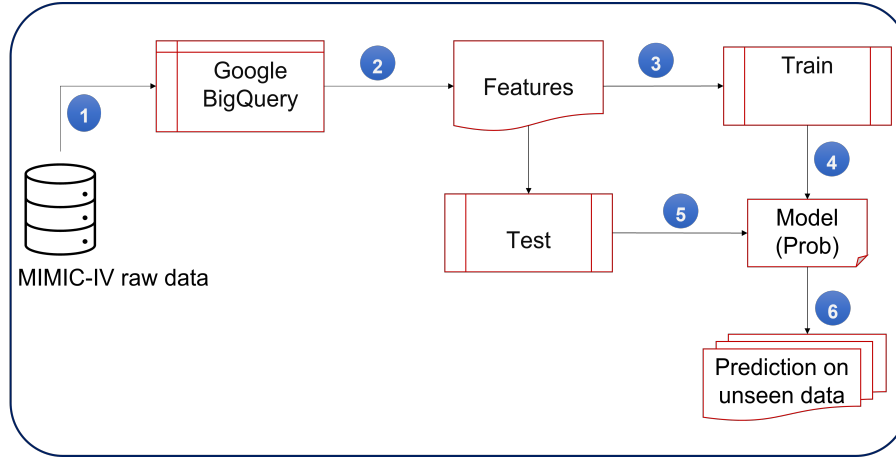 1
Google
BigQuery
2
Features
3
Train
4
MIMIC-IV raw data
Test
5
Model
(Prob)
6
Prediction on
unseen data